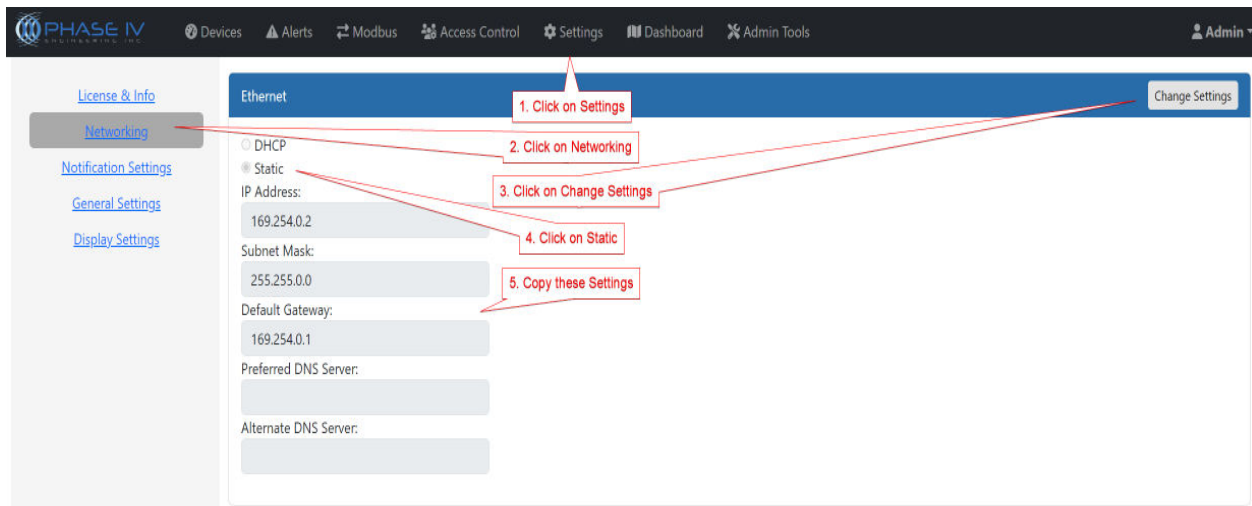 PHASE IV
ENGINEERING INC.
Devices Alerts Modbus Access Control Settings Dashboard Admin Tools Admin
License & Info
Networking
Notification Settings
General Settings
Display Settings
Ethernet
Change Settings
1. Click on Settings
2. Click on Networking
3. Click on Change Settings
4. Click on Static
5. Copy these Settings
DHCP
Static
IP Address:
169.254.0.2
Subnet Mask:
255.255.0.0
Default Gateway:
169.254.0.1
Preferred DNS Server:
Alternate DNS Server: